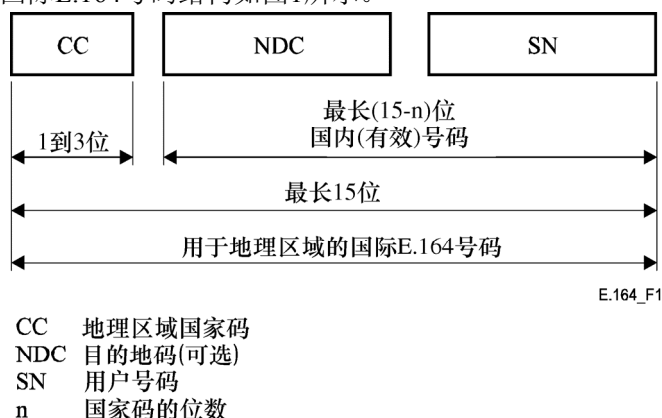 国际E.164号码结构如图1所示。
CC NDC SN
最长(15-n)位
1到3位 国内(有效)号码
最长15位
用于地理区域的国际E.164号码
E.164_F1
CC 地理区域国家码
NDC 目的地码(可选)
SN 用户号码
n 国家码的位数